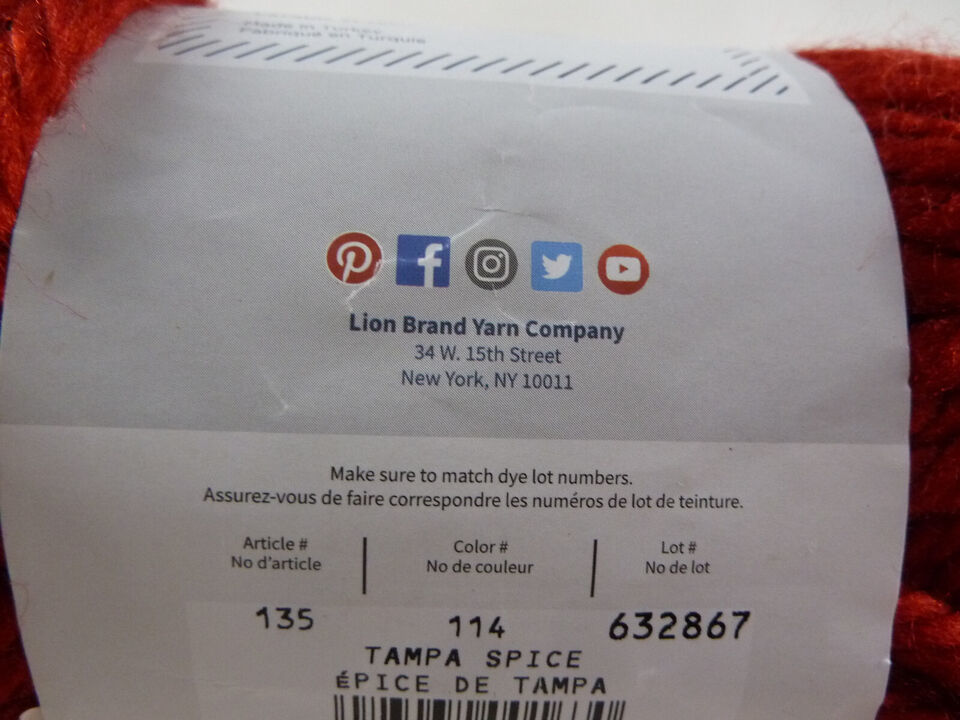 Made in Turkey
Fabriqué en Turquie
Lion Brand Yarn Company
34 W. 15th Street
New York, NY 10011
Make sure to match dye lot numbers.
Assurez-vous de faire correspondre les numéros de lot de teinture.
Article # Color # Lot #
No d'article No de couleur No de lot
135 114 632867
TAMPA SPICE
ÉPICE DE TAMPA